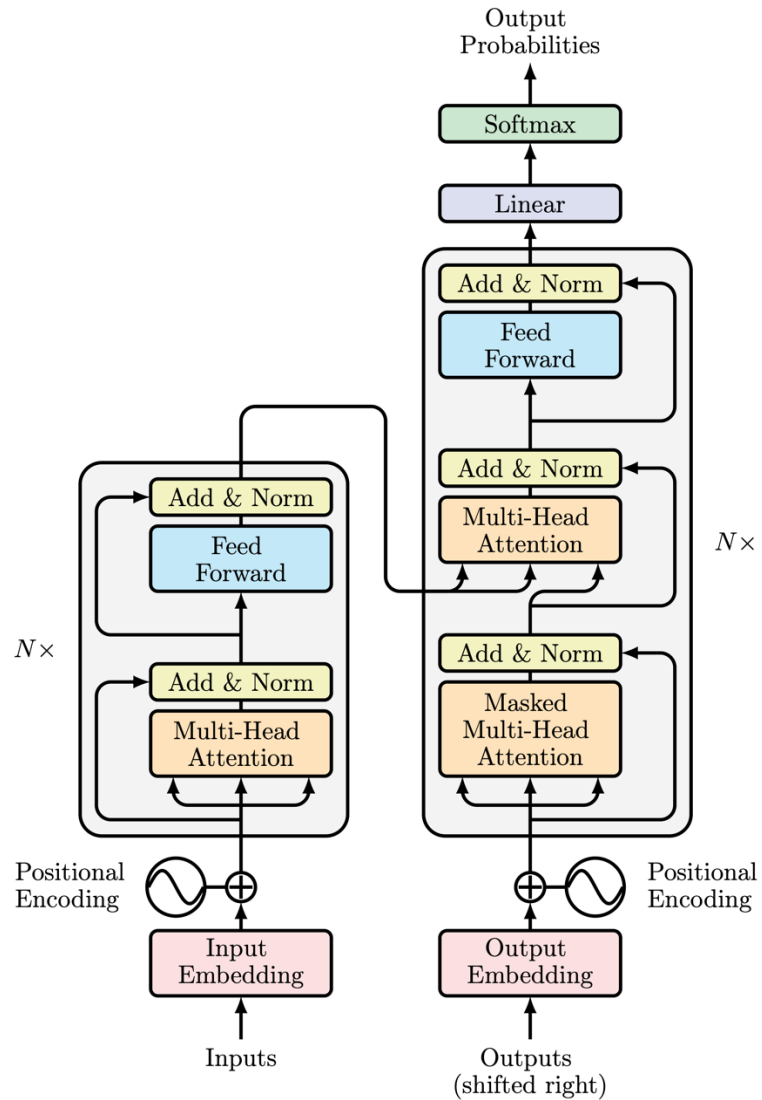 Output
Probabilities
Softmax
Linear
Add & Norm
Feed
Forward
Add & Norm
Multi-Head
Attention
N×
Add & Norm
Masked
Multi-Head
Attention
Add & Norm
Feed
Forward
N×
Add & Norm
Multi-Head
Attention
Positional
Encoding
Positional
Encoding
Input
Embedding
Output
Embedding
Inputs
Outputs
(shifted right)